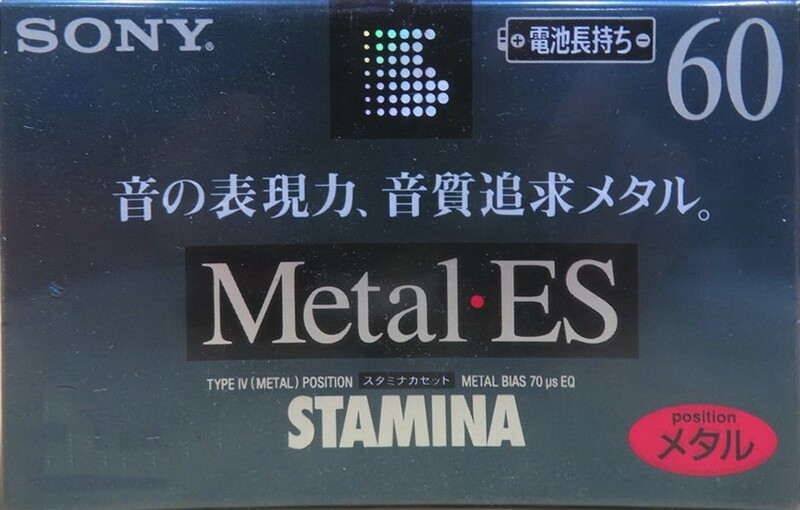 SONY®
+ 電池長持ち -
60
音の表現力、音質追求メタル。
Metal・ES
TYPE IV (METAL) POSITION スタミナカセット METAL BIAS 70 µs EQ
STAMINA
position
メタル